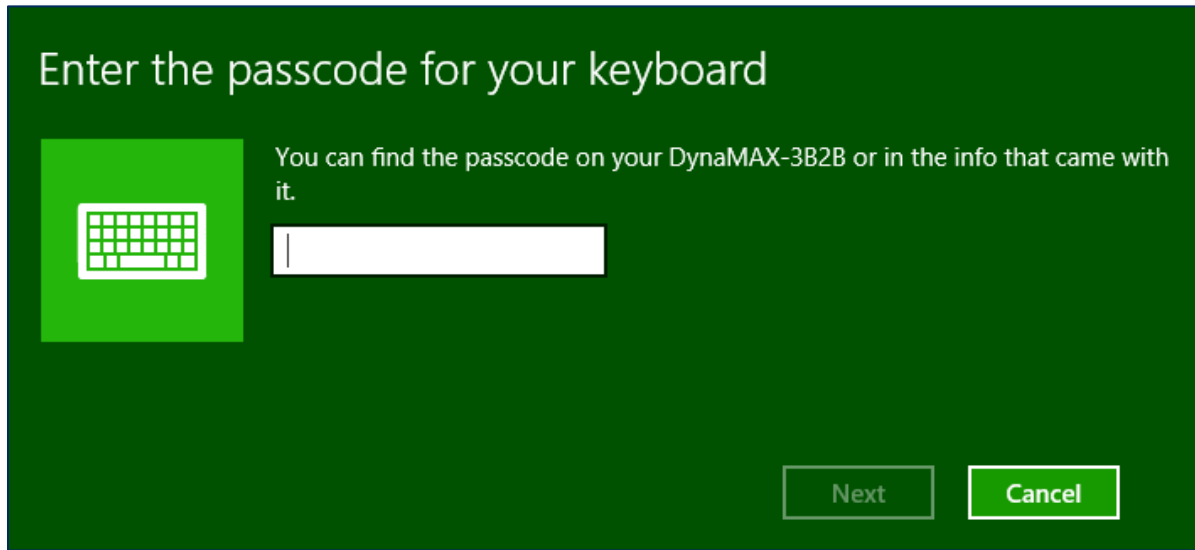 Enter the passcode for your keyboard
You can find the passcode on your DynaMAX-3B2B or in the info that came with
it.
Next
Cancel